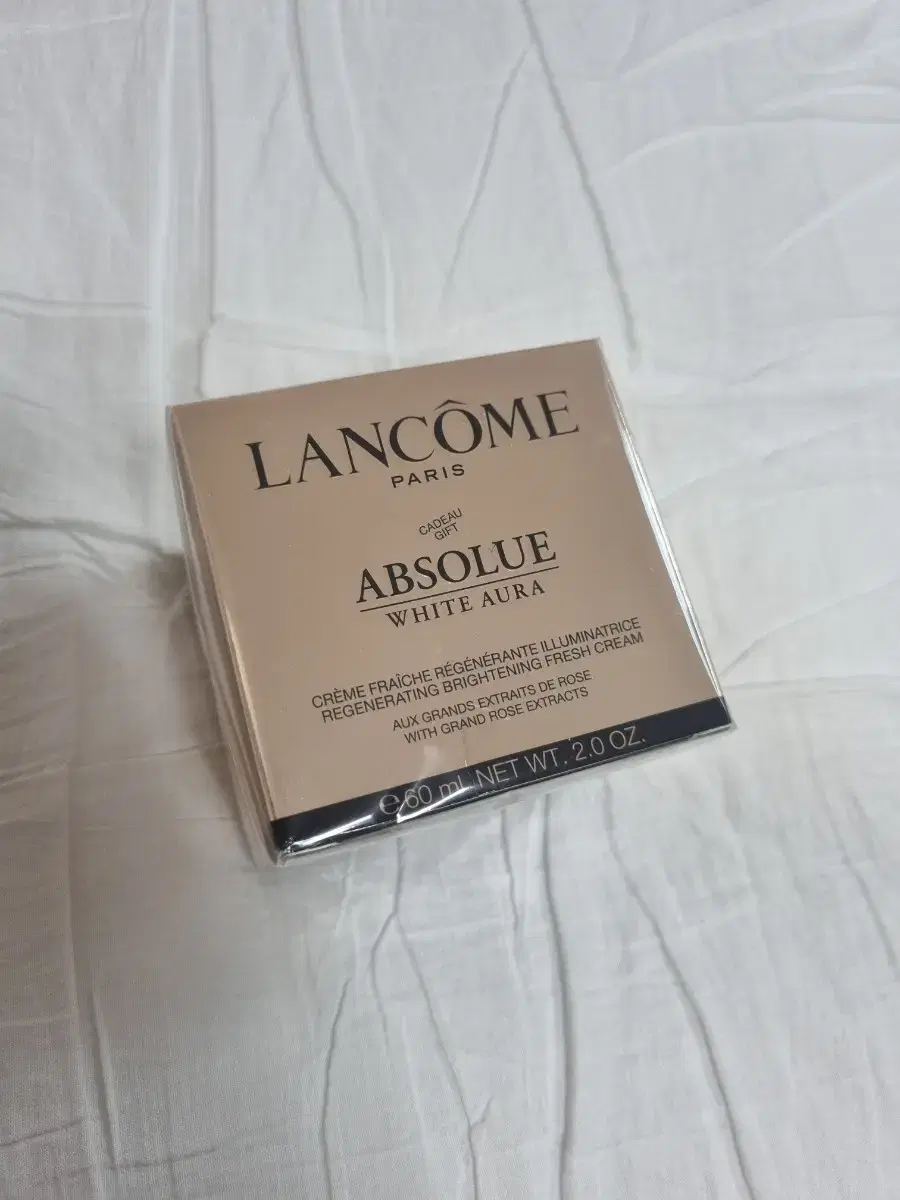 LANCÔME
PARIS
CADEAU
GIFT
ABSOLUE
WHITE AURA
CRÈME FRAÎCHE RÉGÉNÉRANTE ILLUMINATRICE
REGENERATING BRIGHTENING FRESH CREAM
AUX GRANDS EXTRAITS DE ROSE
WITH GRAND ROSE EXTRACTS
℮ 60 ml NET WT. 2.0 OZ.